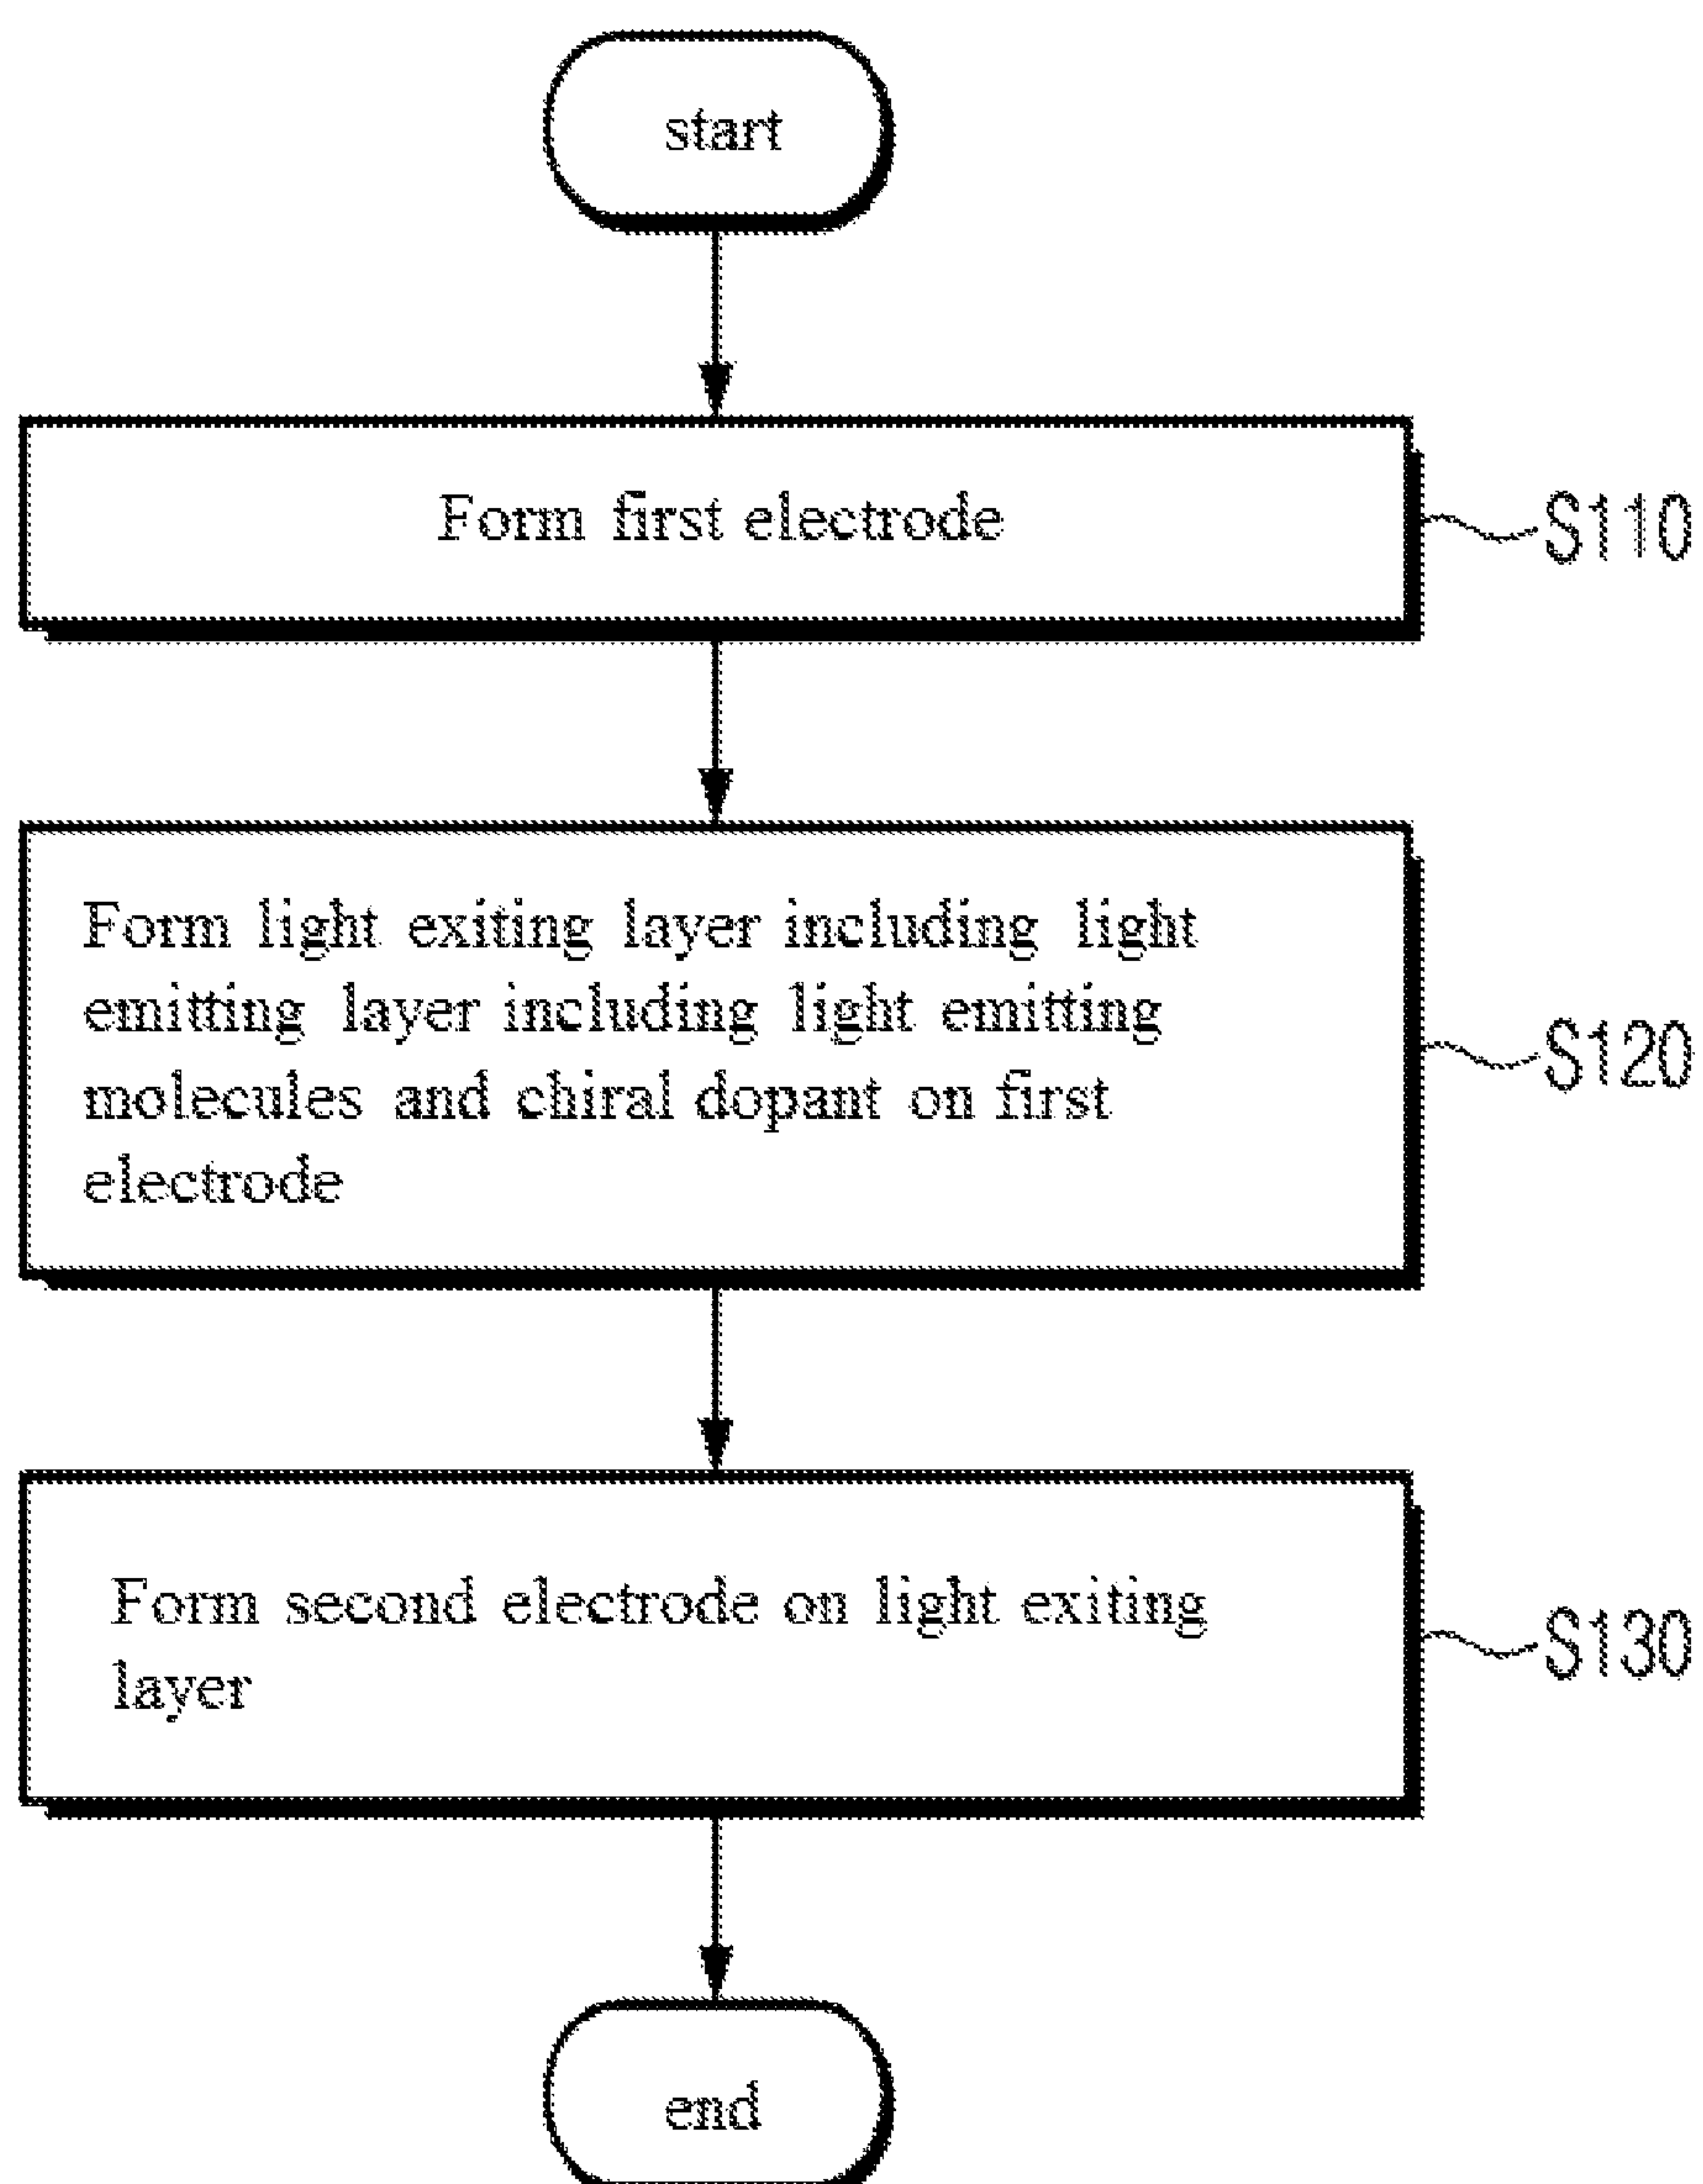 start
Form first electrode
S110
Form light exiting layer including light
emitting layer including light emitting
molecules and chiral dopant on first
electrode
S120
Form second electrode on light exiting
layer
S130
end